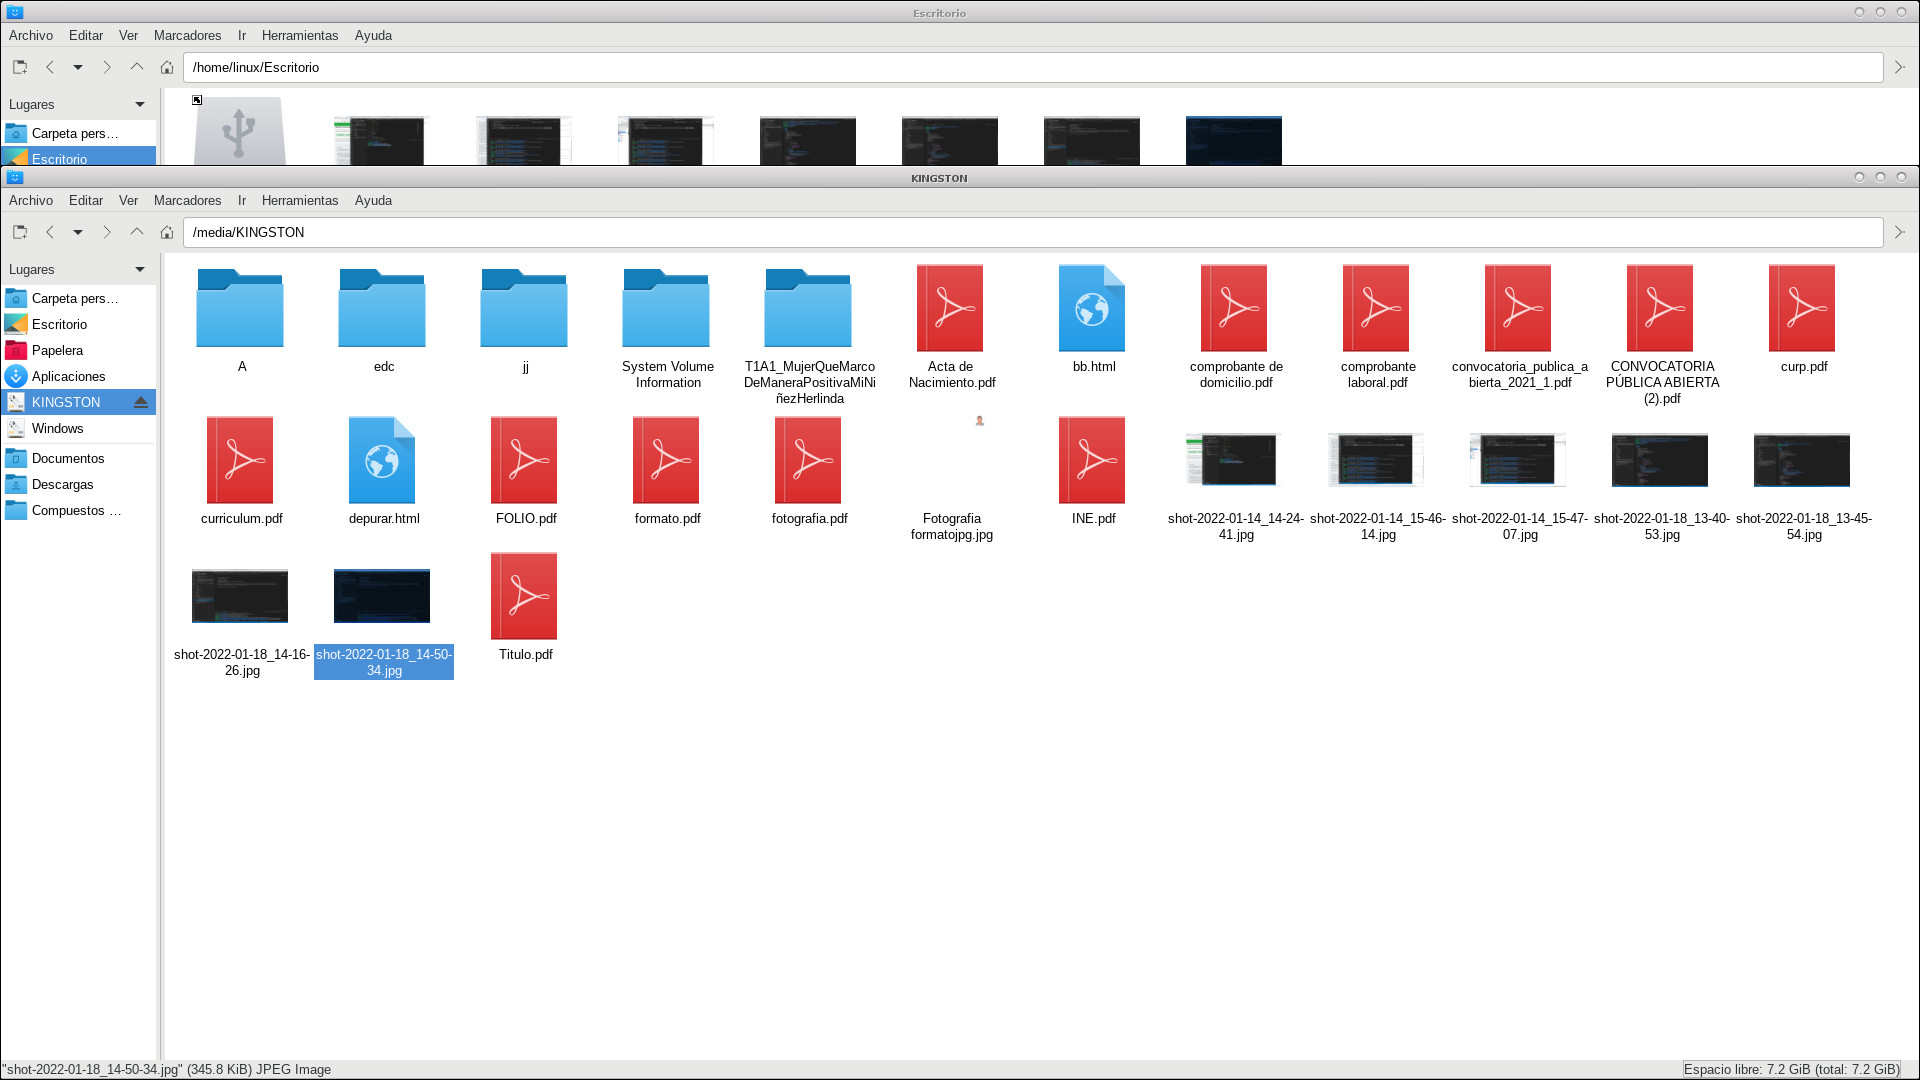 Escritorio
Archivo Editar Ver Marcadores Ir Herramientas Ayuda
/home/linux/Escritorio
Lugares
Carpeta pers...
Escritorio
KINGSTON
Archivo Editar Ver Marcadores Ir Herramientas Ayuda
/media/KINGSTON
Lugares
Carpeta pers...
Escritorio
Papelera
Aplicaciones
KINGSTON
Windows
Documentos
Descargas
Compuestos ...
A
edc
jj
System Volume
Information
T1A1_MujerQueMarco
DeManeraPositivaMiNi
ñezHerlinda
Acta de
Nacimiento.pdf
bb.html
comprobante de
domicilio.pdf
comprobante
laboral.pdf
convocatoria_publica_a
bierta_2021_1.pdf
CONVOCATORIA
PÚBLICA ABIERTA
(2).pdf
curp.pdf
curriculum.pdf
depurar.html
FOLIO.pdf
formato.pdf
fotografia.pdf
Fotografia
formatojpg.jpg
INE.pdf
shot-2022-01-14_14-24-
41.jpg
shot-2022-01-14_15-46-
14.jpg
shot-2022-01-14_15-47-
07.jpg
shot-2022-01-18_13-40-
53.jpg
shot-2022-01-18_13-45-
54.jpg
shot-2022-01-18_14-16-
26.jpg
shot-2022-01-18_14-50-
34.jpg
Titulo.pdf
"shot-2022-01-18_14-50-34.jpg" (345.8 KiB) JPEG Image
Espacio libre: 7.2 GiB (total: 7.2 GiB)